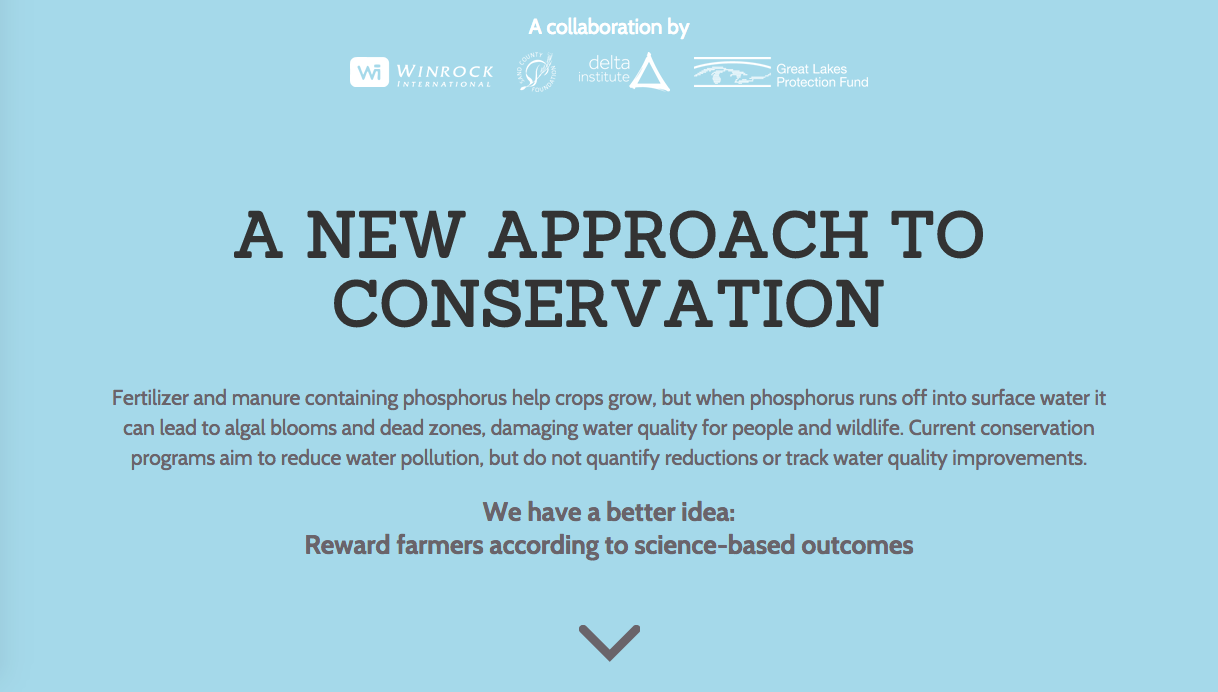 A collaboration by
Wi WINROCK
INTERNATIONAL
COUNTY
FOUNDATION
delta
institute
Great Lakes
Protection Fund
A NEW APPROACH TO
CONSERVATION
Fertilizer and manure containing phosphorus help crops grow, but when phosphorus runs off into surface water it
can lead to algal blooms and dead zones, damaging water quality for people and wildlife. Current conservation
programs aim to reduce water pollution, but do not quantify reductions or track water quality improvements.
We have a better idea:
Reward farmers according to science-based outcomes